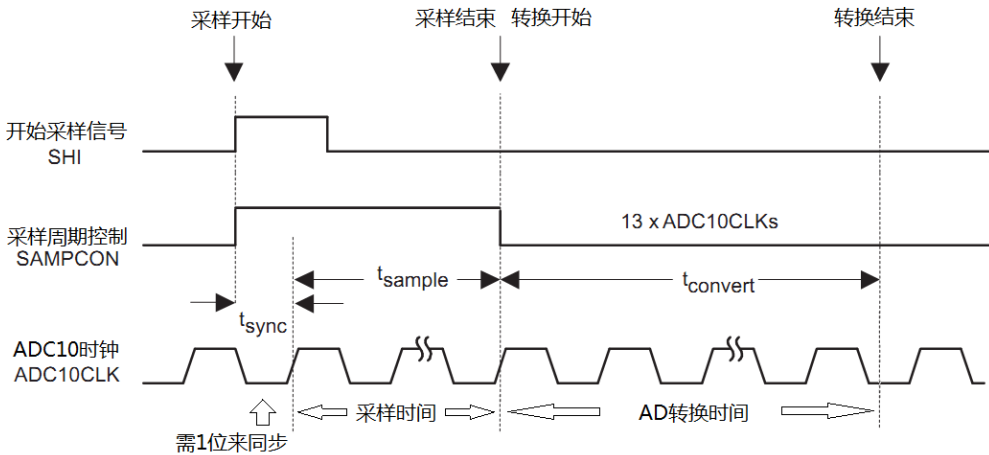 采样开始
采样结束 转换开始
转换结束
开始采样信号
SHI
采样周期控制
SAMPCON
13 x ADC10CLKs
tsample
tconvert
tsync
ADC10时钟
ADC10CLK
采样时间
AD转换时间
需1位来同步